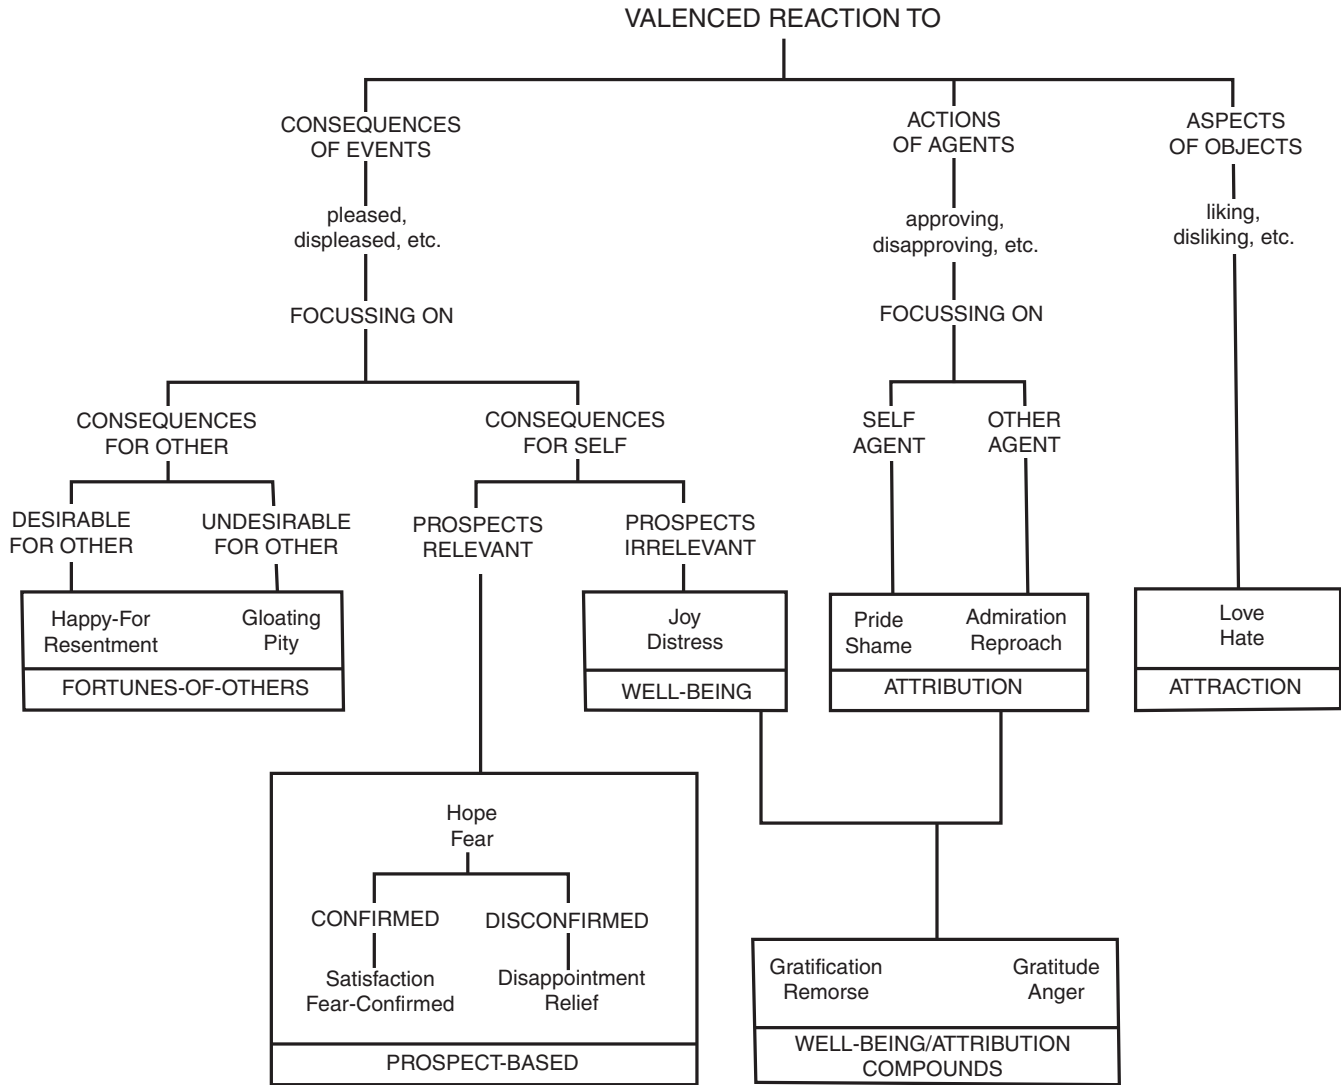 VALENCED REACTION TO
CONSEQUENCES
OF EVENTS
ACTIONS
OF AGENTS
ASPECTS
OF OBJECTS
pleased,
displeased, etc.
approving,
disapproving, etc.
liking,
disliking, etc.
FOCUSSING ON
FOCUSSING ON
CONSEQUENCES
FOR OTHER
CONSEQUENCES
FOR SELF
SELF
AGENT
OTHER
AGENT
DESIRABLE
FOR OTHER
UNDESIRABLE
FOR OTHER
PROSPECTS
RELEVANT
PROSPECTS
IRRELEVANT
Happy-For
Resentment
Gloating
Pity
FORTUNES-OF-OTHERS
Joy
Distress
WELL-BEING
Pride
Shame
Admiration
Reproach
ATTRIBUTION
Love
Hate
ATTRACTION
Hope
Fear
CONFIRMED
DISCONFIRMED
Satisfaction
Fear-Confirmed
Disappointment
Relief
PROSPECT-BASED
Gratification
Remorse
Gratitude
Anger
WELL-BEING/ATTRIBUTION
COMPOUNDS